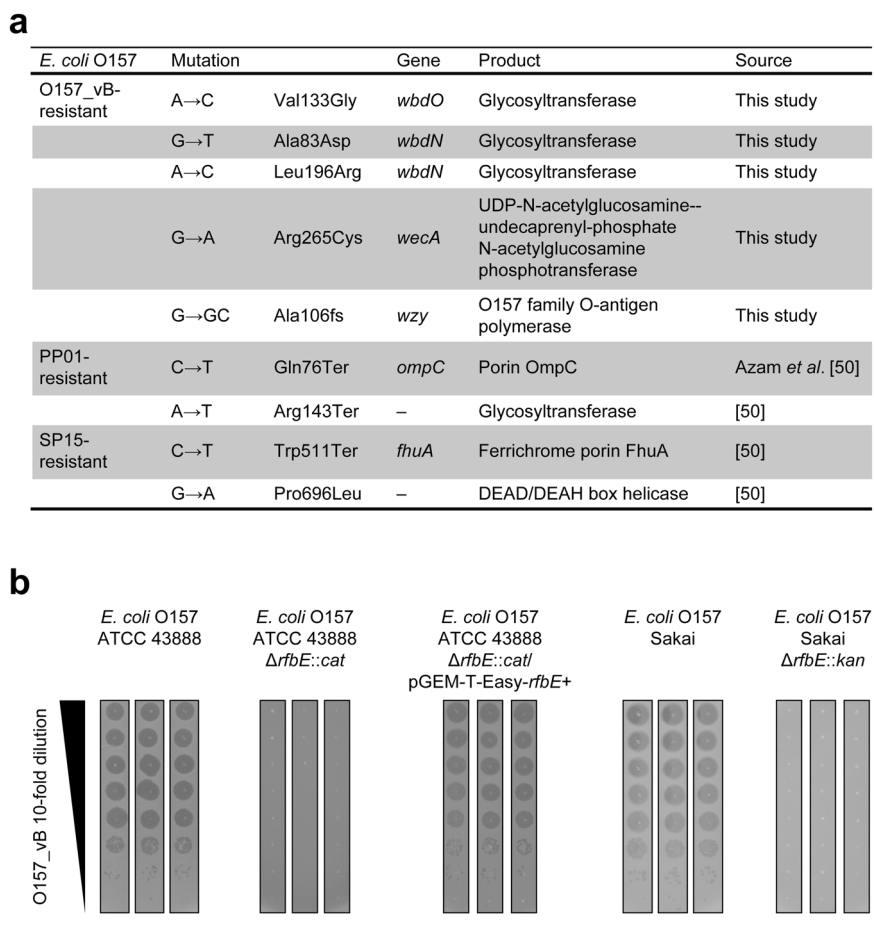 a
E. coli O157 Mutation Gene Product Source
O157_vB-
resistant A→C Val133Gly wbdO Glycosyltransferase This study
G→T Ala83Asp wbdN Glycosyltransferase This study
A→C Leu196Arg wbdN Glycosyltransferase This study
G→A Arg265Cys wecA UDP-N-acetylglucosamine--
undecaprenyl-phosphate
N-acetylglucosamine
phosphotransferase This study
G→GC Ala106fs wzy O157 family O-antigen
polymerase This study
PP01-
resistant C→T Gln76Ter ompC Porin OmpC Azam et al. [50]
A→T Arg143Ter – Glycosyltransferase [50]
SP15-
resistant C→T Trp511Ter fhuA Ferrichrome porin FhuA [50]
G→A Pro696Leu – DEAD/DEAH box helicase [50]
b
E. coli O157
ATCC 43888
E. coli O157
ATCC 43888
ΔrfbE::cat
E. coli O157
ATCC 43888
ΔrfbE::cat/
pGEM-T-Easy-rfbE+
E. coli O157
Sakai
E. coli O157
Sakai
ΔrfbE::kan
O157_vB 10-fold dilution